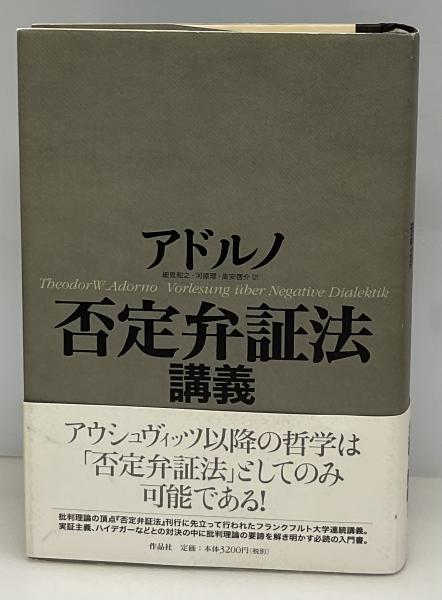 アドルノ
細見和之・河原理・高安啓介 訳
Theodor W. Adorno Vorlesung über Negative Dialektik
否定弁証法
講義
アウシュヴィッツ以降の哲学は
「否定弁証法」としてのみ
可能である!
批判理論の頂点『否定弁証法』刊行に先立って行われたフランクフルト大学連続講義。
実証主義、ハイデガーなどとの対決の中に批判理論の要諦を解き明かす必読の入門書。
作品社 定価:本体3200円[税別]